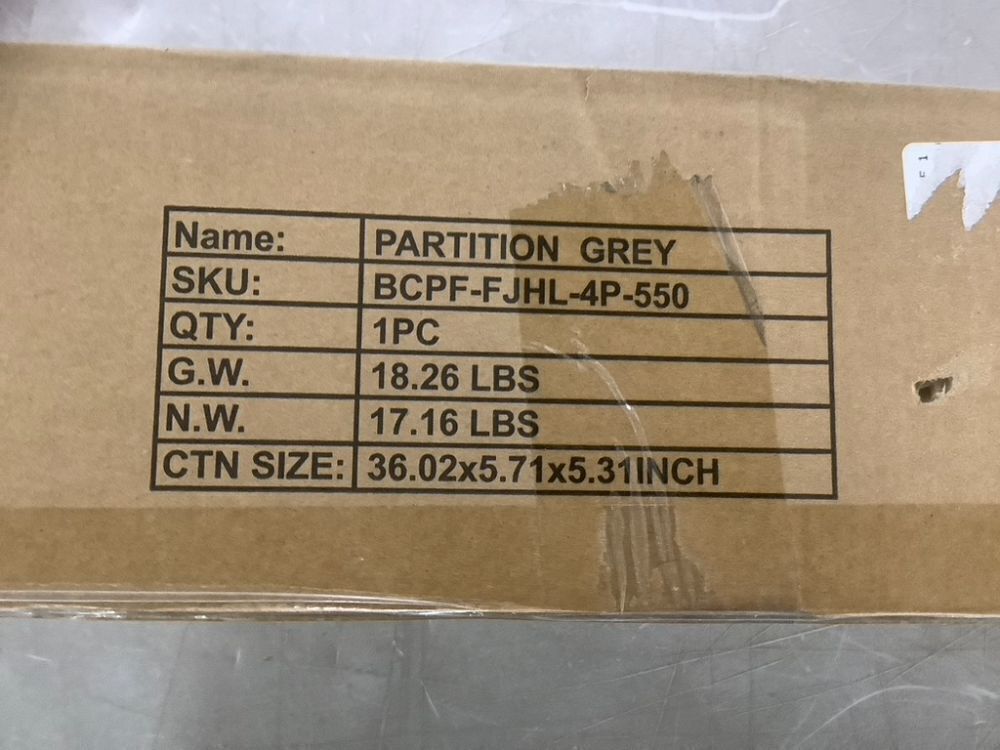 Name: PARTITION GREY
SKU: BCPF-FJHL-4P-550
QTY: 1PC
G.W. 18.26 LBS
N.W. 17.16 LBS
CTN SIZE: 36.02x5.71x5.31INCH